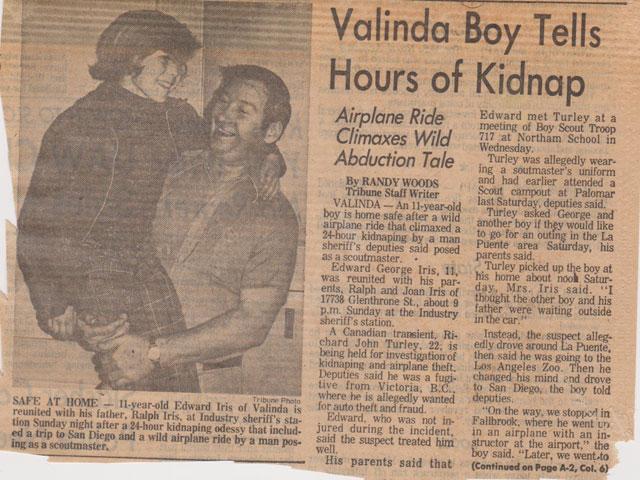 Valinda Boy Tells
Hours of Kidnap
Airplane Ride
Climaxes Wild
Abduction Tale
By RANDY WOODS
Tribune Staff Writer
VALINDA — An 11-year-old
boy is home safe after a wild
airplane ride that climaxed a
24-hour kidnaping by a man
sheriff's deputies said posed
as a scoutmaster.
Edward George Iris, 11,
was reunited with his par-
ents, Ralph and Joan Iris of
17738 Glenthrone St., about 9
p.m. Sunday at the Industry
sheriff's station.
A Canadian transient, Ri-
chard John Turley, 22, is
being held for investigation of
kidnaping and airplane theft.
Deputies said he was a fugi-
tive from Victoria, B.C.,
where he is allegedly wanted
for auto theft and fraud.
Edward, who was not in-
jured during the incident,
said the suspect treated him
well.
His parents said that
Edward met Turley at a
meeting of Boy Scout Troop
717 at Northam School in
Wednesday.
Turley was allegedly wear-
ing a soutmaster's uniform
and had earlier attended a
Scout campout at Palomar
last Saturday, deputies said.
Turley asked George and
another boy if they would like
to go for an outing in the La
Puente area Saturday, his
parents said.
Turley picked up the boy at
his home about noon Satur-
day, Mrs. Iris said. "I
thought the other boy and his
father were waiting outside
in the car."
Instead, the suspect alleg-
edly drove around La Puente,
then said he was going to the
Los Angeles Zoo. Then he
changed his mind and drove
to San Diego, the boy told
deputies.
"On the way, we stopped in
Fallbrook, where he went up
in an airplane with an in-
structor at the airport," the
boy said. "Later, we went to
(Continued on Page A-2, Col. 6)
Tribune Photo
SAFE AT HOME — 11-year-old Edward Iris of Valinda is
reunited with his father, Ralph Iris, at Industry sheriff's sta-
tion Sunday night after a 24-hour kidnaping odessy that includ-
ed a trip to San Diego and a wild airplane ride by a man pos-
ing as a scoutmaster.